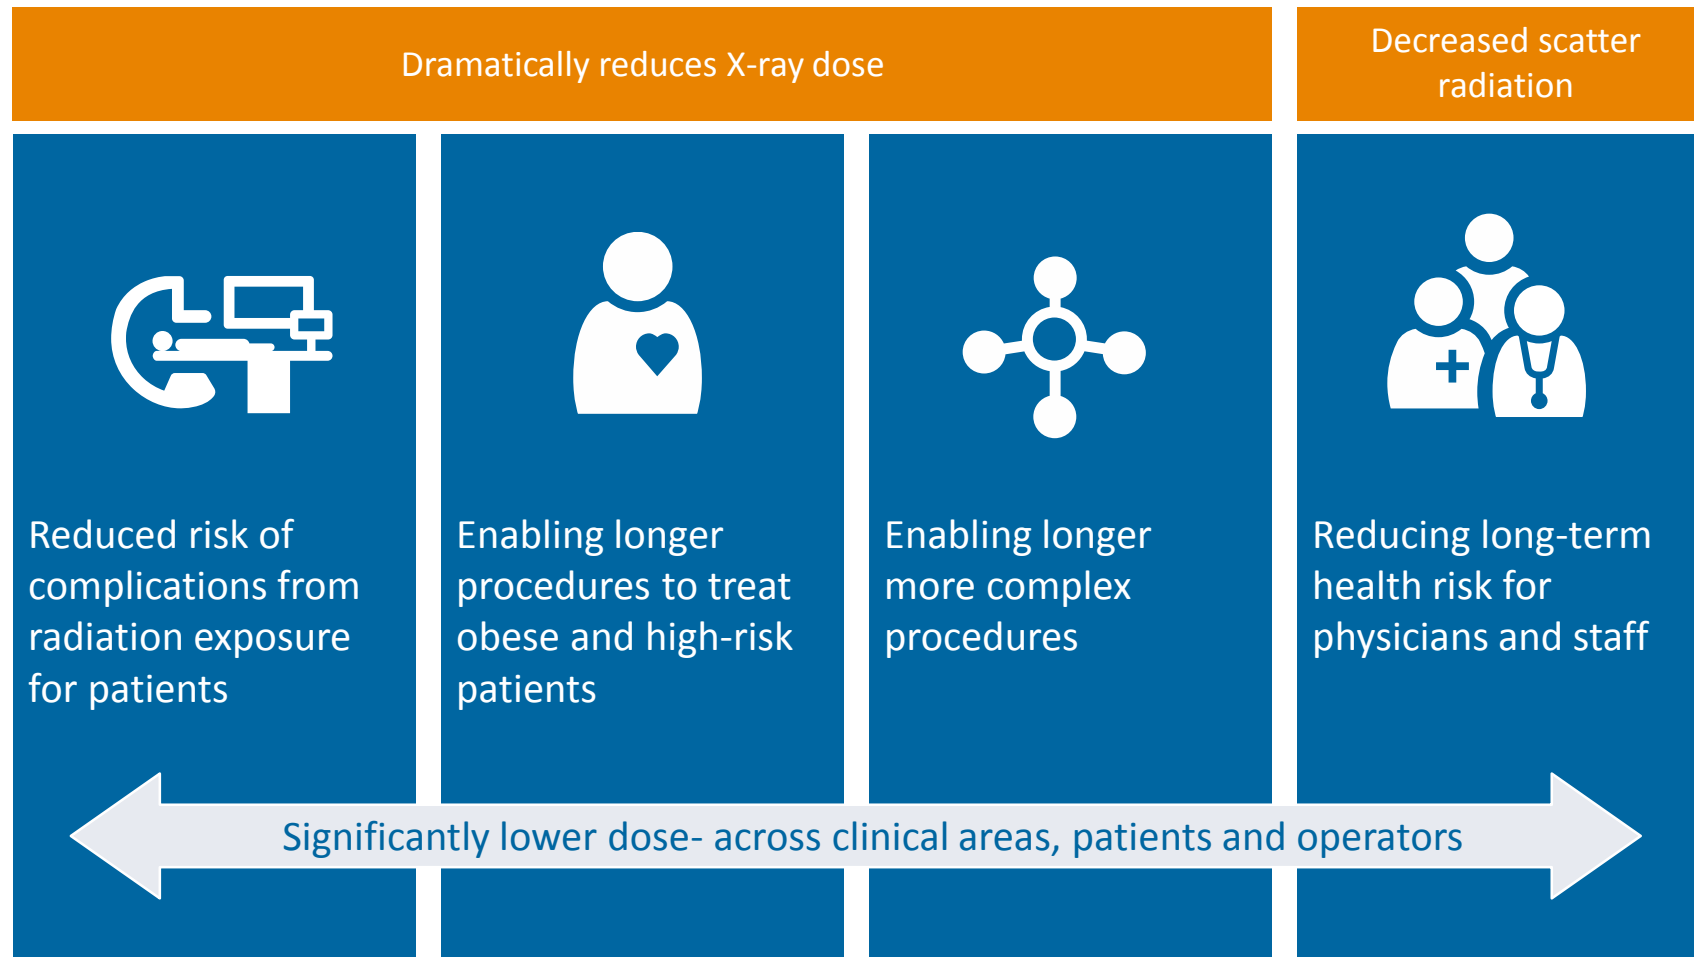 Dramatically reduces X-ray dose
Decreased scatter
radiation
Reduced risk of
complications from
radiation exposure
for patients
Enabling longer
procedures to treat
obese and high-risk
patients
Enabling longer
more complex
procedures
Reducing long-term
health risk for
physicians and staff
Significantly lower dose- across clinical areas, patients and operators